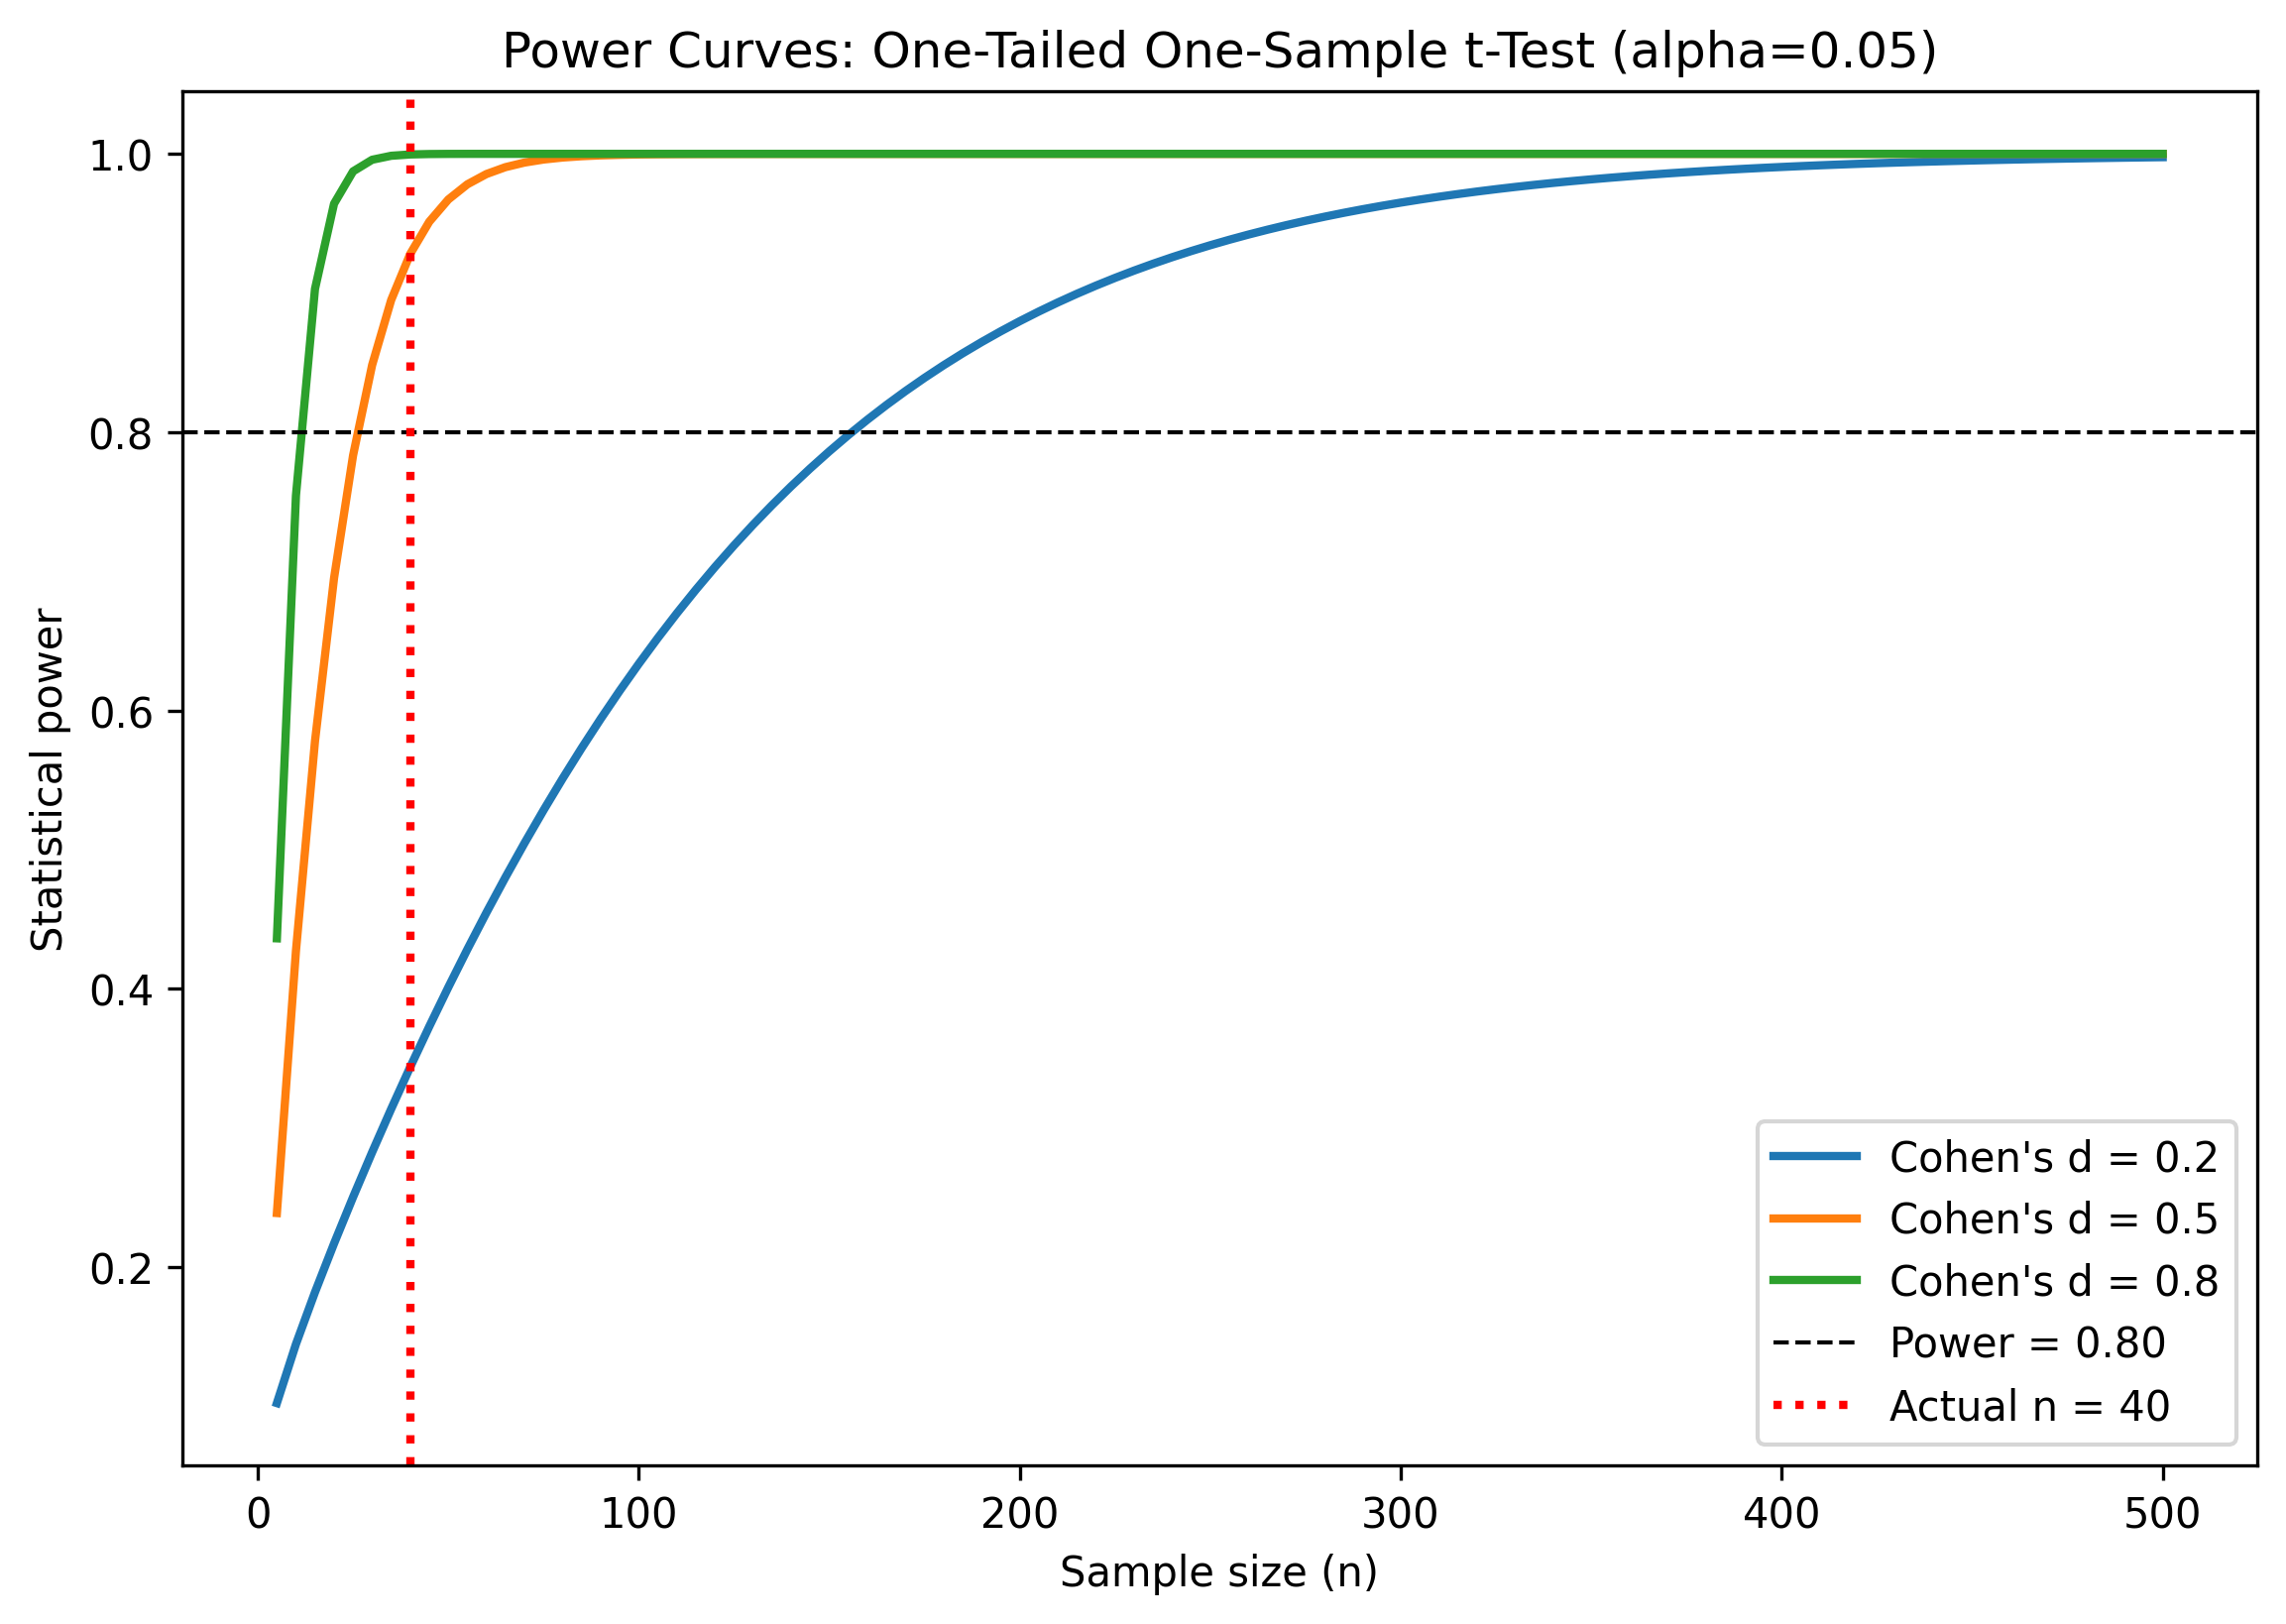 Power Curves: One-Tailed One-Sample t-Test (alpha=0.05)
1.0
0.8
0.6
0.4
0.2
Statistical power
0 100 200 300 400 500
Sample size (n)
Cohen's d = 0.2
Cohen's d = 0.5
Cohen's d = 0.8
Power = 0.80
Actual n = 40